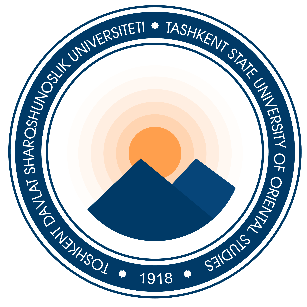 TOSHKENT DAVLAT SHARQSHUNOSLIK UNIVERSITETI
TASHKENT STATE UNIVERSITY OF ORIENTAL STUDIES
1918